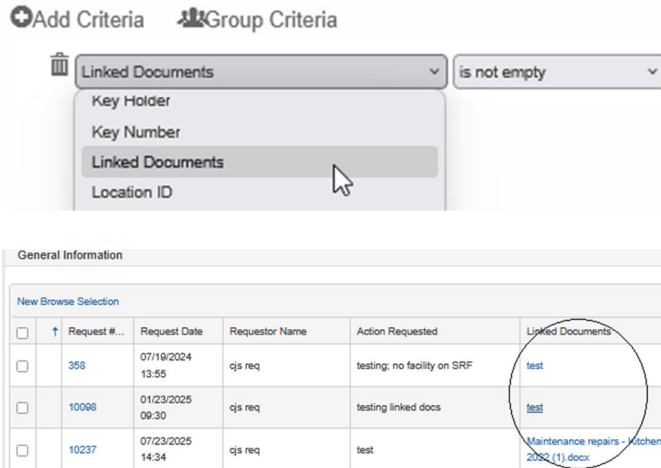 Add Criteria Group Criteria
Linked Documents is not empty
Key Holder
Key Number
Linked Documents
Location ID
General Information
New Browse Selection
↑ Request #... Request Date Requestor Name Action Requested Linked Documents
358 07/19/2024 13:55 cjs req testing; no facility on SRF test
10098 01/23/2025 09:30 cjs req testing linked docs test
10237 07/23/2025 14:34 cjs req test Maintenance repairs - Kitchen 2022 (1).docx